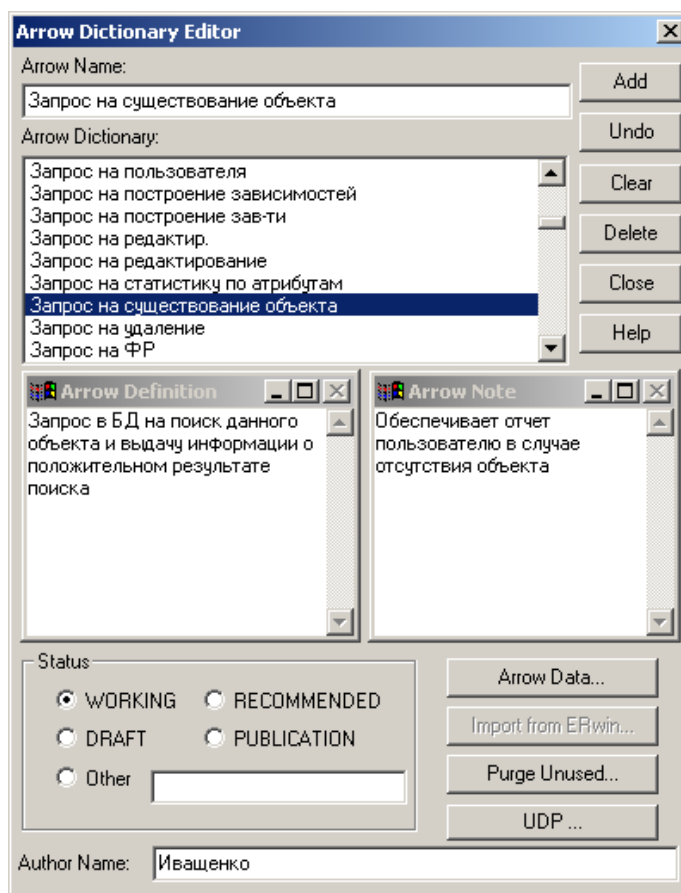 Arrow Dictionary Editor
Arrow Name:
Add
Запрос на существование объекта
Arrow Dictionary:
Undo
Запрос на пользователя
Запрос на построение зависимостей
Clear
Запрос на построение зав-ти
Запрос на редактир.
Delete
Запрос на редактирование
Запрос на статистику по атрибутам
Close
Запрос на существование объекта
Запрос на удаление
Help
Запрос на ФР
Arrow Definition
Запрос в БД на поиск данного
объекта и выдачу информации о
положительном результате
поиска
Arrow Note
Обеспечивает отчет
пользователю в случае
отсутствия объекта
Status
WORKING RECOMMENDED
DRAFT PUBLICATION
Other
Arrow Data...
Import from ERwin...
Purge Unused...
UDP ...
Author Name: Иващенко